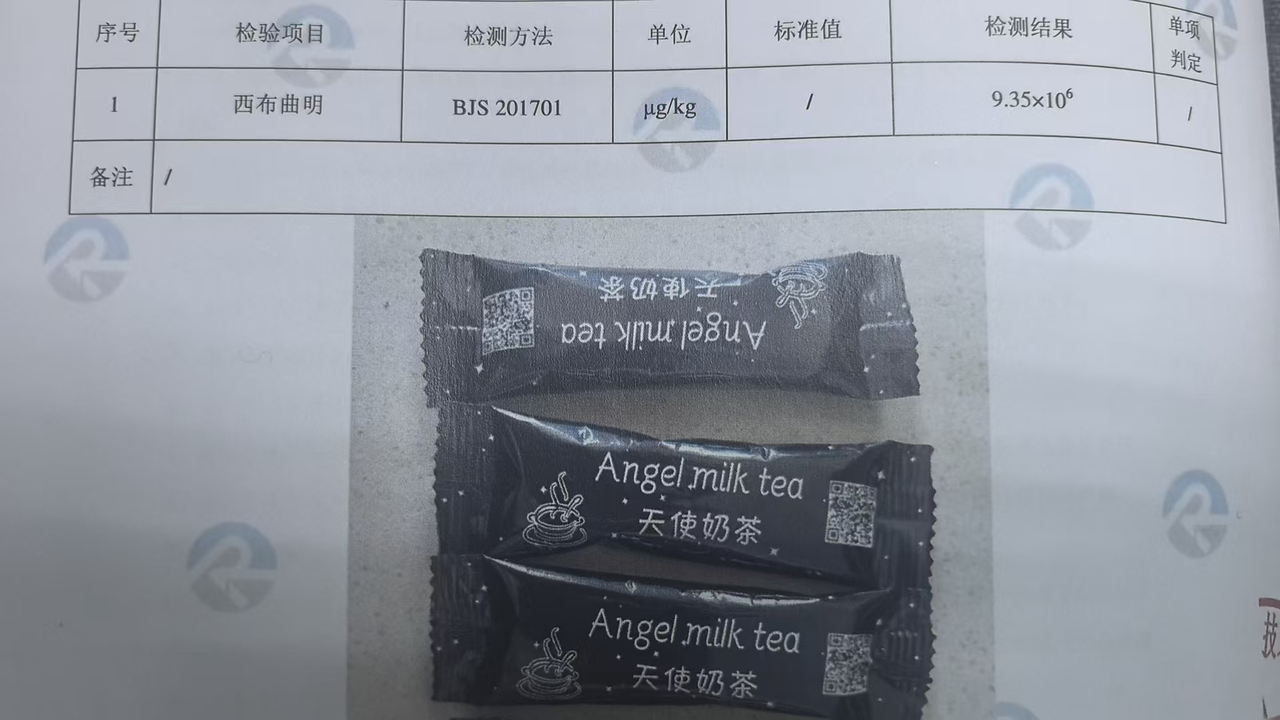 序号 检验项目 检测方法 单位 标准值 检测结果 单项判定
1 西布曲明 BJS 201701 μg/kg / 9.35×10⁶ /
备注 /
天使奶茶
Angel milk tea
Angel milk tea
天使奶茶
Angel milk tea
天使奶茶